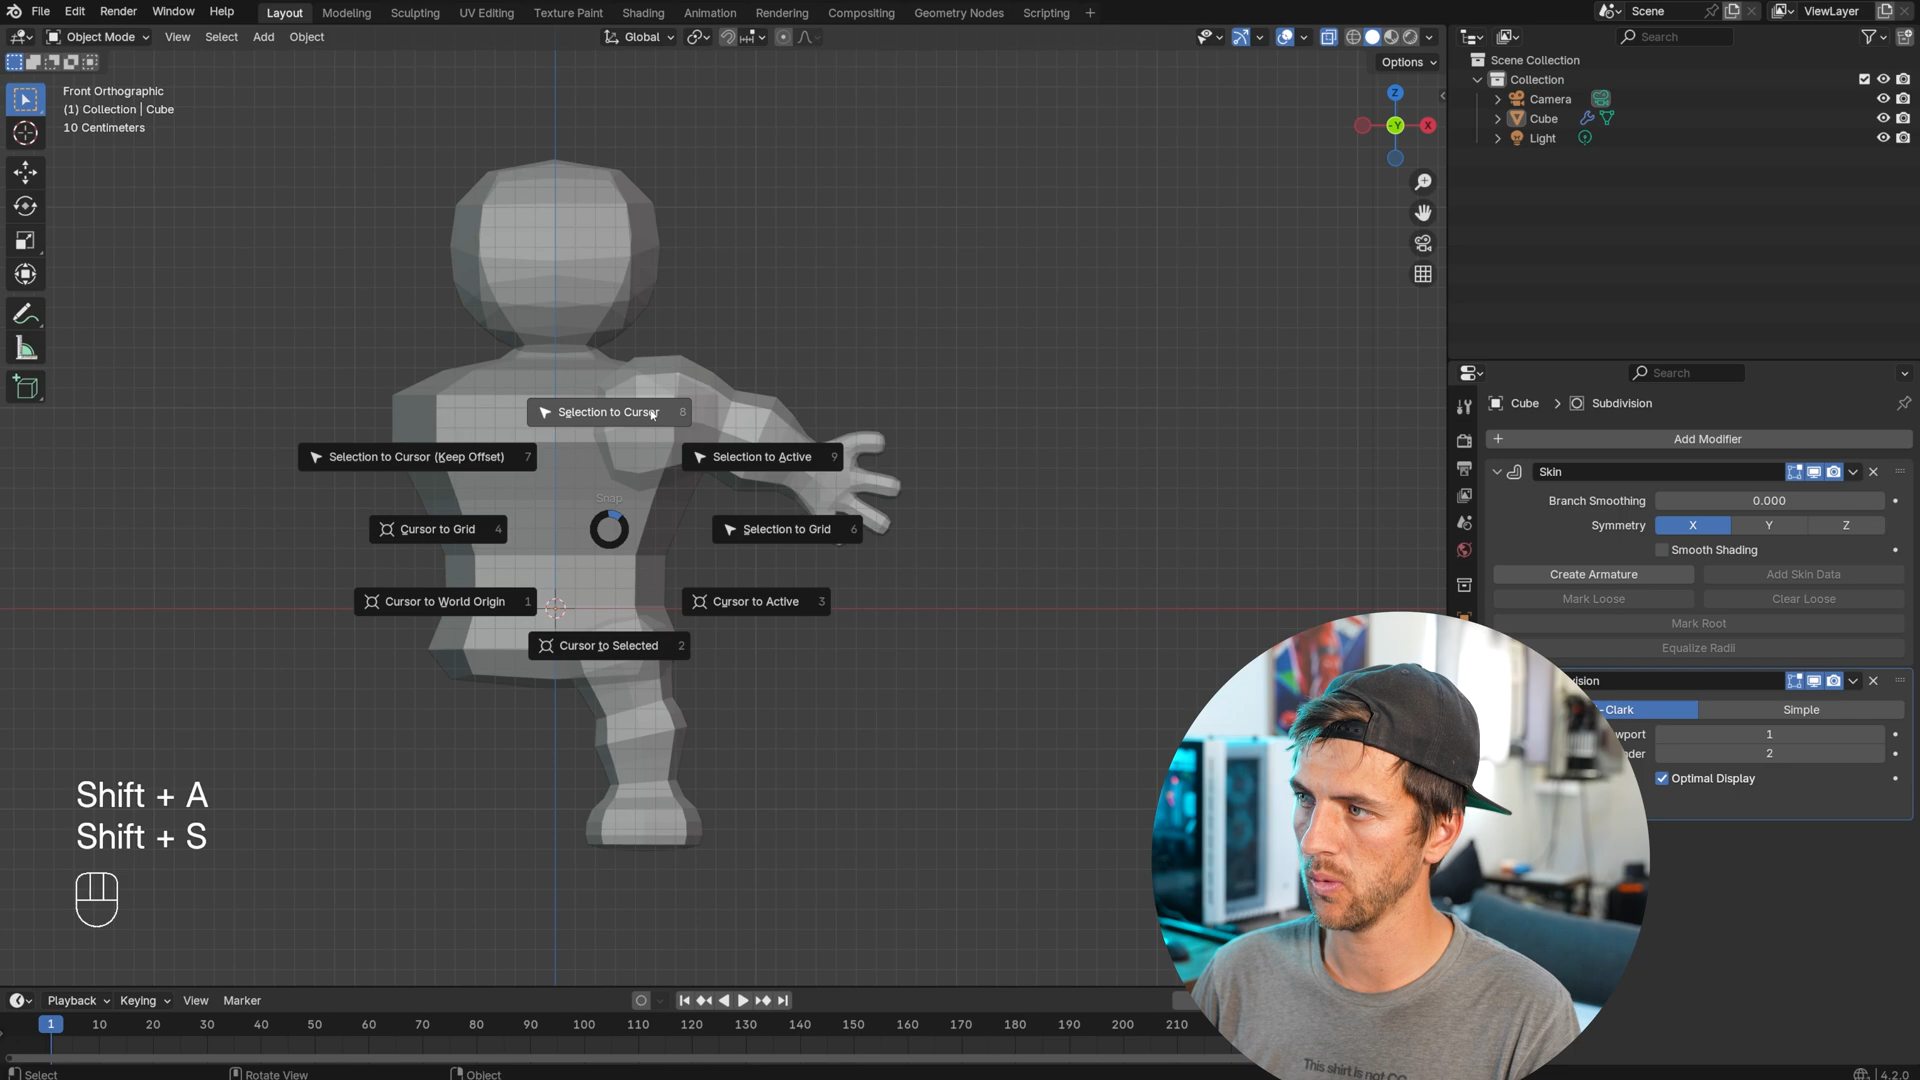 File Edit Render Window Help Layout Modeling Sculpting UV Editing Texture Paint Shading Animation Rendering Compositing Geometry Nodes Scripting + Scene ViewLayer
Object Mode View Select Add Object Global Search
Options
Front Orthographic
(1) Collection | Cube
10 Centimeters
Z
-Y
X
Scene Collection
Collection
Camera
Cube
Light
Selection to Cursor 8
Selection to Cursor (Keep Offset) 7
Selection to Active 9
Snap
Cursor to Grid 4
Selection to Grid 6
Cursor to World Origin 1
Cursor to Active 3
Cursor to Selected 2
Search
Cube > Subdivision
+ Add Modifier
Skin
Branch Smoothing 0.000
Symmetry X Y Z
Smooth Shading
Create Armature Add Skin Data
Mark Loose Clear Loose
Mark Root
Equalize Radii
vision
-Clark Simple
wport 1
der 2
Optimal Display
Shift + A
Shift + S
Playback Keying View Marker
1 10 20 30 40 50 60 70 80 90 100 110 120 130 140 150 160 170 180 190 200 210
Select Rotate View Object 4.2.0
This shirt is not CG